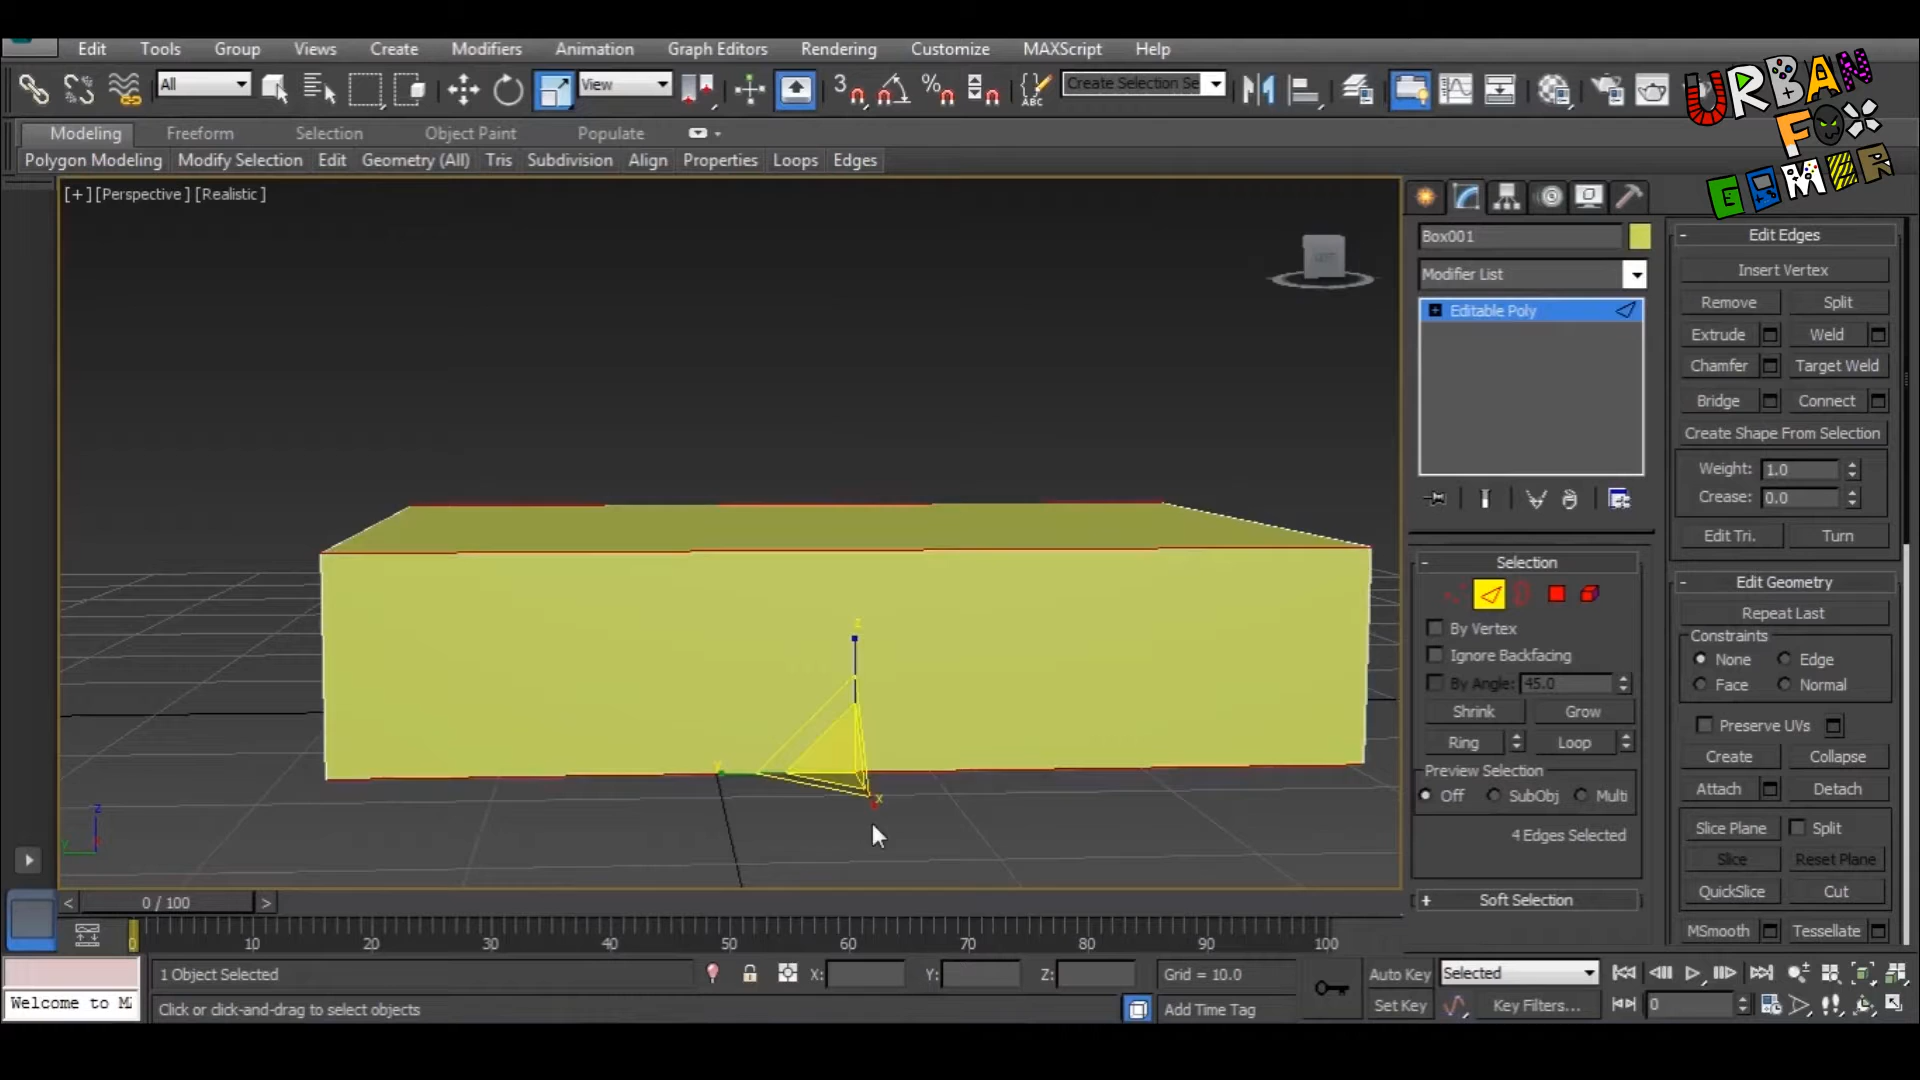 Edit Tools Group Views Create Modifiers Animation Graph Editors Rendering Customize MAXScript Help
All View 3 % ABC Create Selection Se
URBAN FOX GAMER
Modeling Freeform Selection Object Paint Populate
Polygon Modeling Modify Selection Edit Geometry (All) Tris Subdivision Align Properties Loops Edges
[+] [Perspective] [Realistic]
Box001
Modifier List
Editable Poly
Selection
By Vertex
Ignore Backfacing
By Angle: 45.0
Shrink Grow
Ring Loop
Preview Selection
Off SubObj Multi
4 Edges Selected
+ Soft Selection
- Edit Edges
Insert Vertex
Remove Split
Extrude Weld
Chamfer Target Weld
Bridge Connect
Create Shape From Selection
Weight: 1.0
Crease: 0.0
Edit Tri. Turn
- Edit Geometry
Repeat Last
Constraints
None Edge
Face Normal
Preserve UVs
Create Collapse
Attach Detach
Slice Plane Split
Slice Reset Plane
QuickSlice Cut
MSmooth Tessellate
z
y
x
z
y
< 0 / 100 >
0 10 20 30 40 50 60 70 80 90 100
1 Object Selected X: Y: Z: Grid = 10.0 Auto Key Selected
Welcome to M Click or click-and-drag to select objects Add Time Tag Set Key Key Filters... 0